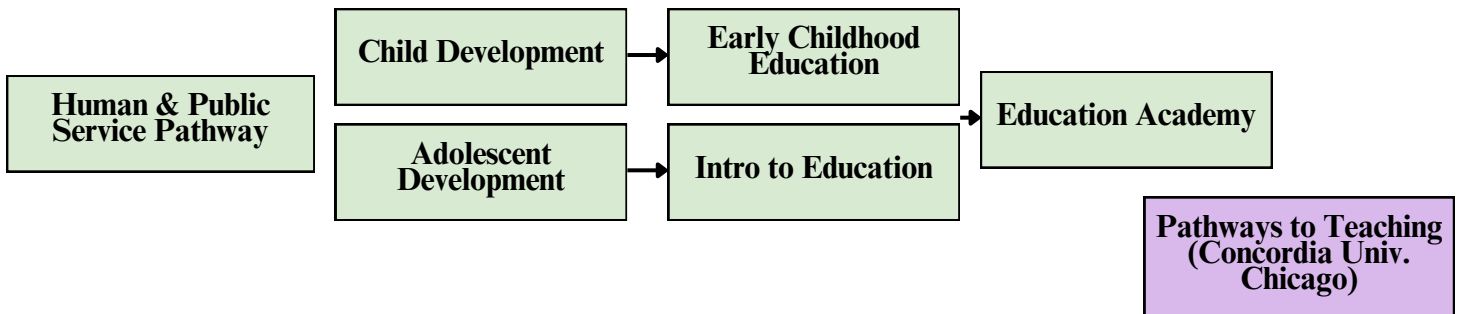 Human & Public
Service Pathway
Child Development
Early Childhood
Education
Adolescent
Development
Intro to Education
Education Academy
Pathways to Teaching
(Concordia Univ.
Chicago)